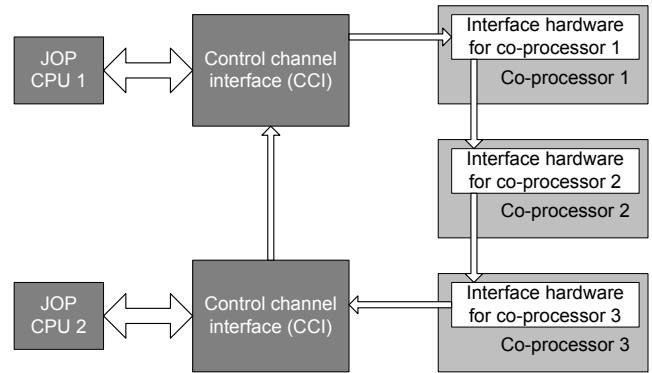 JOP
CPU 1
Control channel
interface (CCI)
Interface hardware
for co-processor 1
Co-processor 1
Interface hardware
for co-processor 2
Co-processor 2
JOP
CPU 2
Control channel
interface (CCI)
Interface hardware
for co-processor 3
Co-processor 3